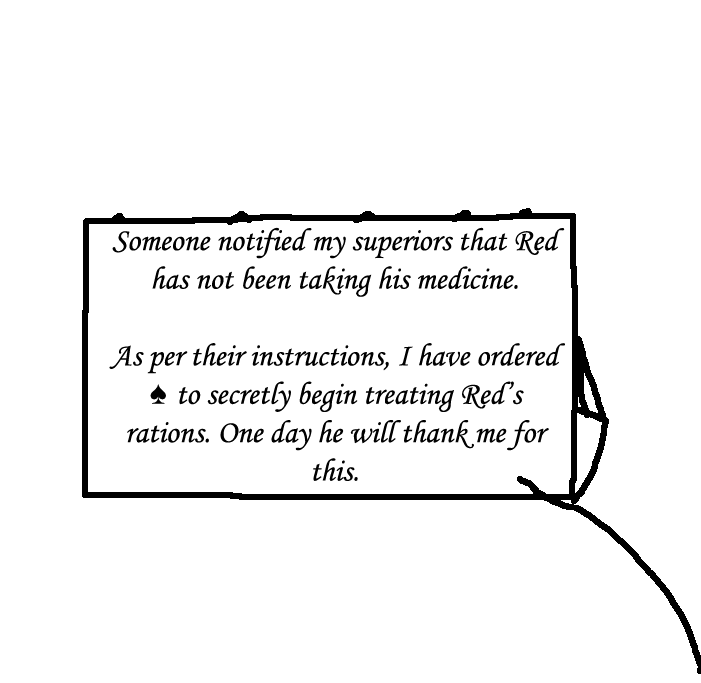 Someone notified my superiors that Red
has not been taking his medicine.
As per their instructions, I have ordered
♠ to secretly begin treating Red's
rations. One day he will thank me for
this.